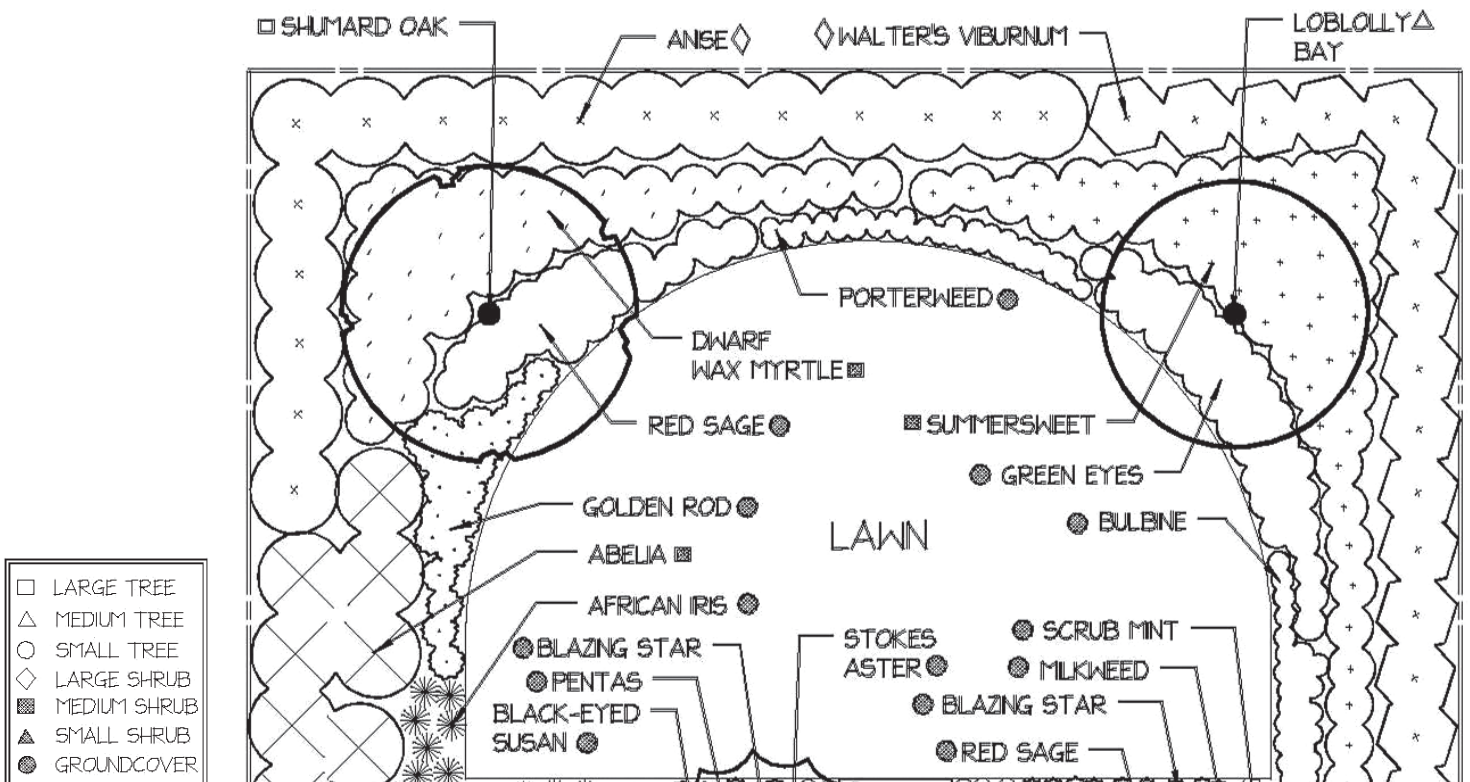 SHUMARD OAK
ANISE
WALTER'S VIBURNUM
LOBLOLLY
BAY
PORTERWEED
DWARF
WAX MYRTLE
RED SAGE
SUMMERSWEET
GREEN EYES
GOLDEN ROD
LAWN
BULBINE
ABELIA
AFRICAN IRIS
BLAZING STAR
STOKES
ASTER
SCRUB MINT
PENTAS
MILKWEED
BLACK-EYED
SUSAN
BLAZING STAR
RED SAGE
LARGE TREE
MEDIUM TREE
SMALL TREE
LARGE SHRUB
MEDIUM SHRUB
SMALL SHRUB
GROUNDCOVER